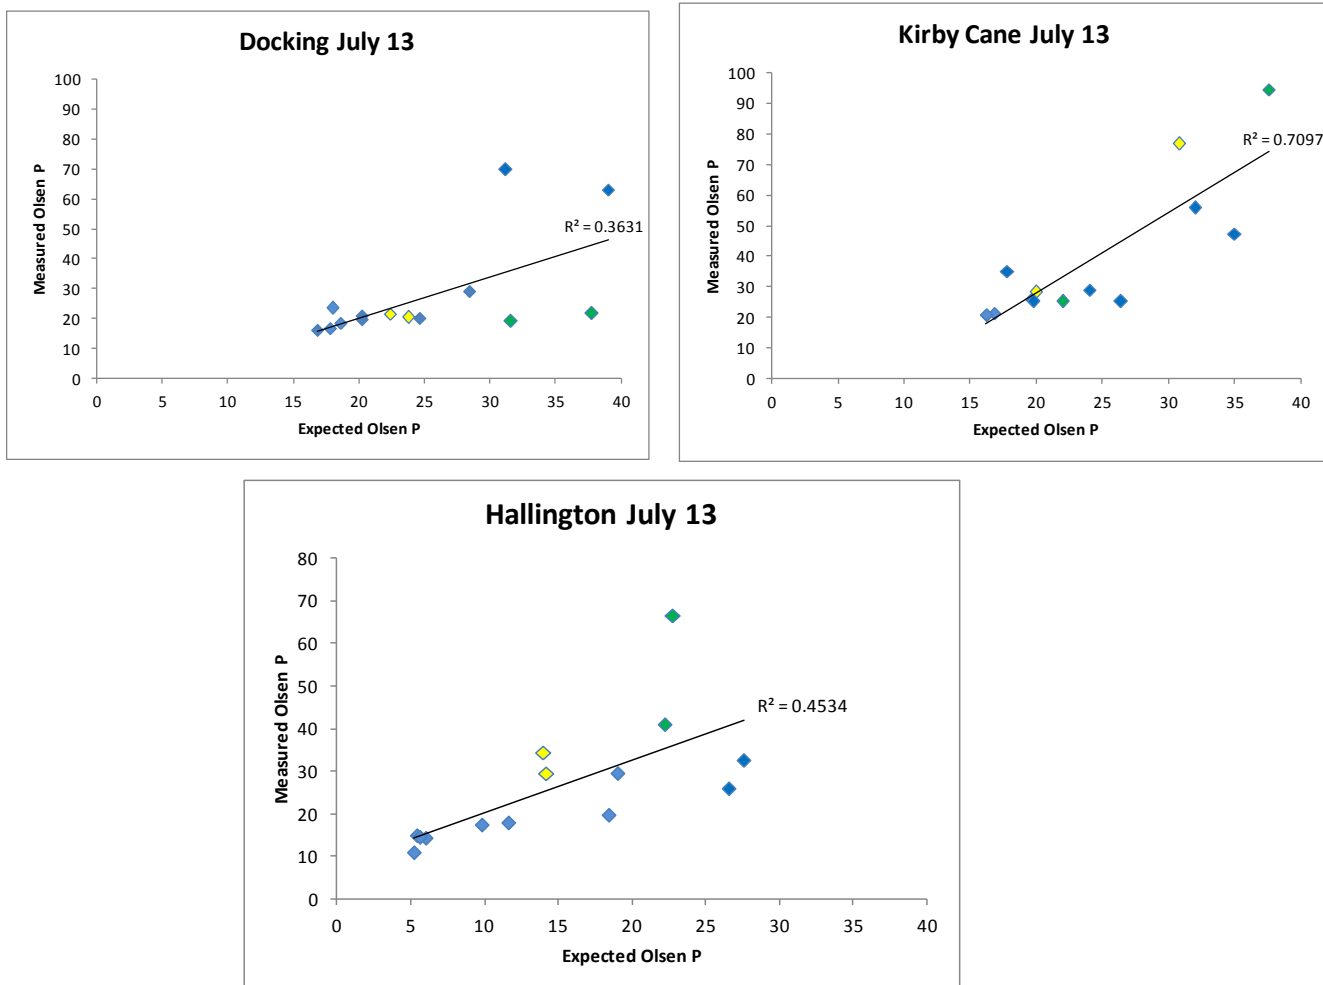 Docking July 13
100
90
80
70
60
50
40
30
20
10
0
Measured Olsen P
R² = 0.3631
0 5 10 15 20 25 30 35 40
Expected Olsen P
Kirby Cane July 13
100
90
80
70
60
50
40
30
20
10
0
Measured Olsen P
R² = 0.7097
0 5 10 15 20 25 30 35 40
Expected Olsen P
Hallington July 13
80
70
60
50
40
30
20
10
0
Measured Olsen P
R² = 0.4534
0 5 10 15 20 25 30 35 40
Expected Olsen P